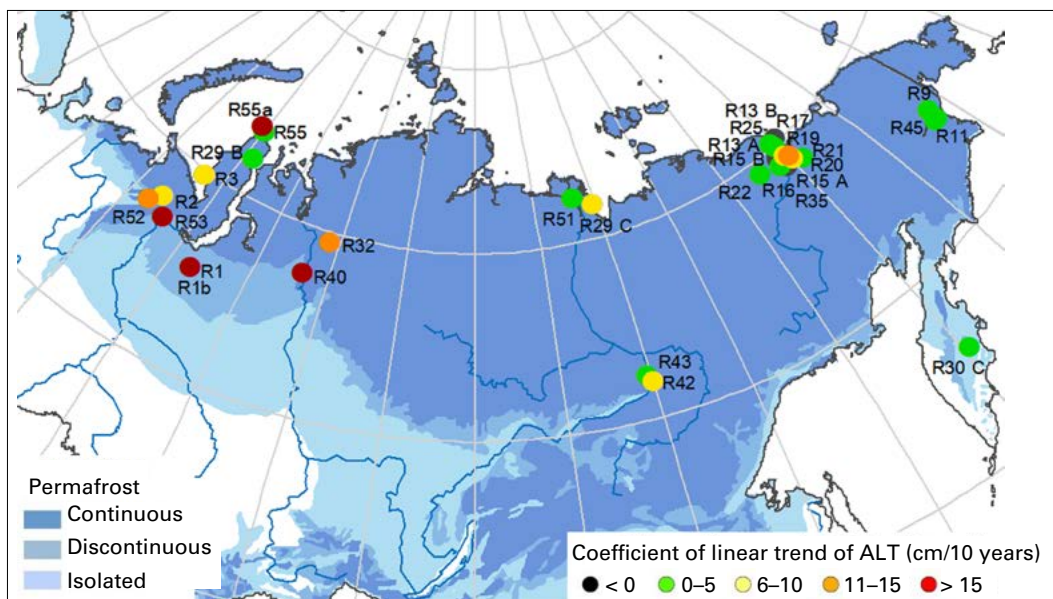 R9
R13 B
R17
R55a
R25
R19
R55
R45
R11
R13 A
R21
R29 B
R15 B
R20
R3
R15 A
R22
R16
R2
R51
R35
R52
R53
R29 C
R32
R1
R40
R1b
R43
R30 C
R42
Permafrost
Continuous
Discontinuous
Isolated
Coefficient of linear trend of ALT (cm/10 years)
< 0 0–5 6–10 11–15 > 15